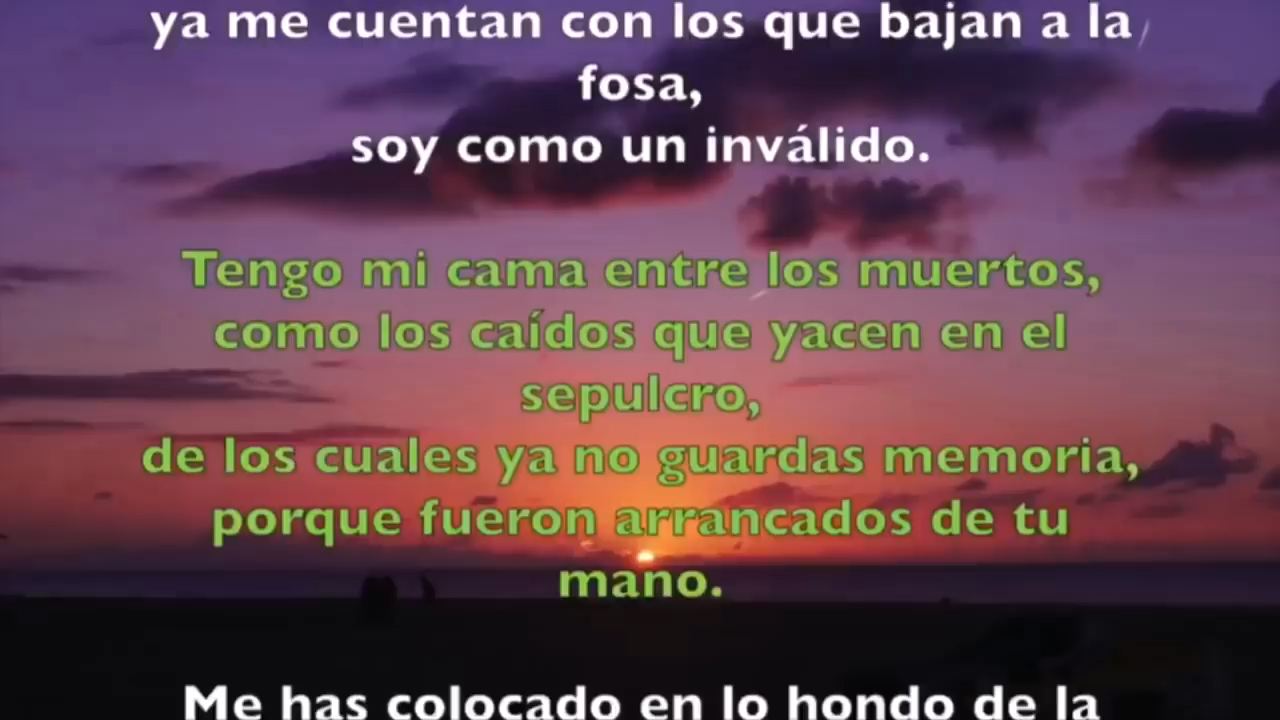 ya me cuentan con los que bajan a la
fosa,
soy como un inválido.
Tengo mi cama entre los muertos,
como los caídos que yacen en el
sepulcro,
de los cuales ya no guardas memoria,
porque fueron arrancados de tu
mano.
Me has colocado en lo hondo de la